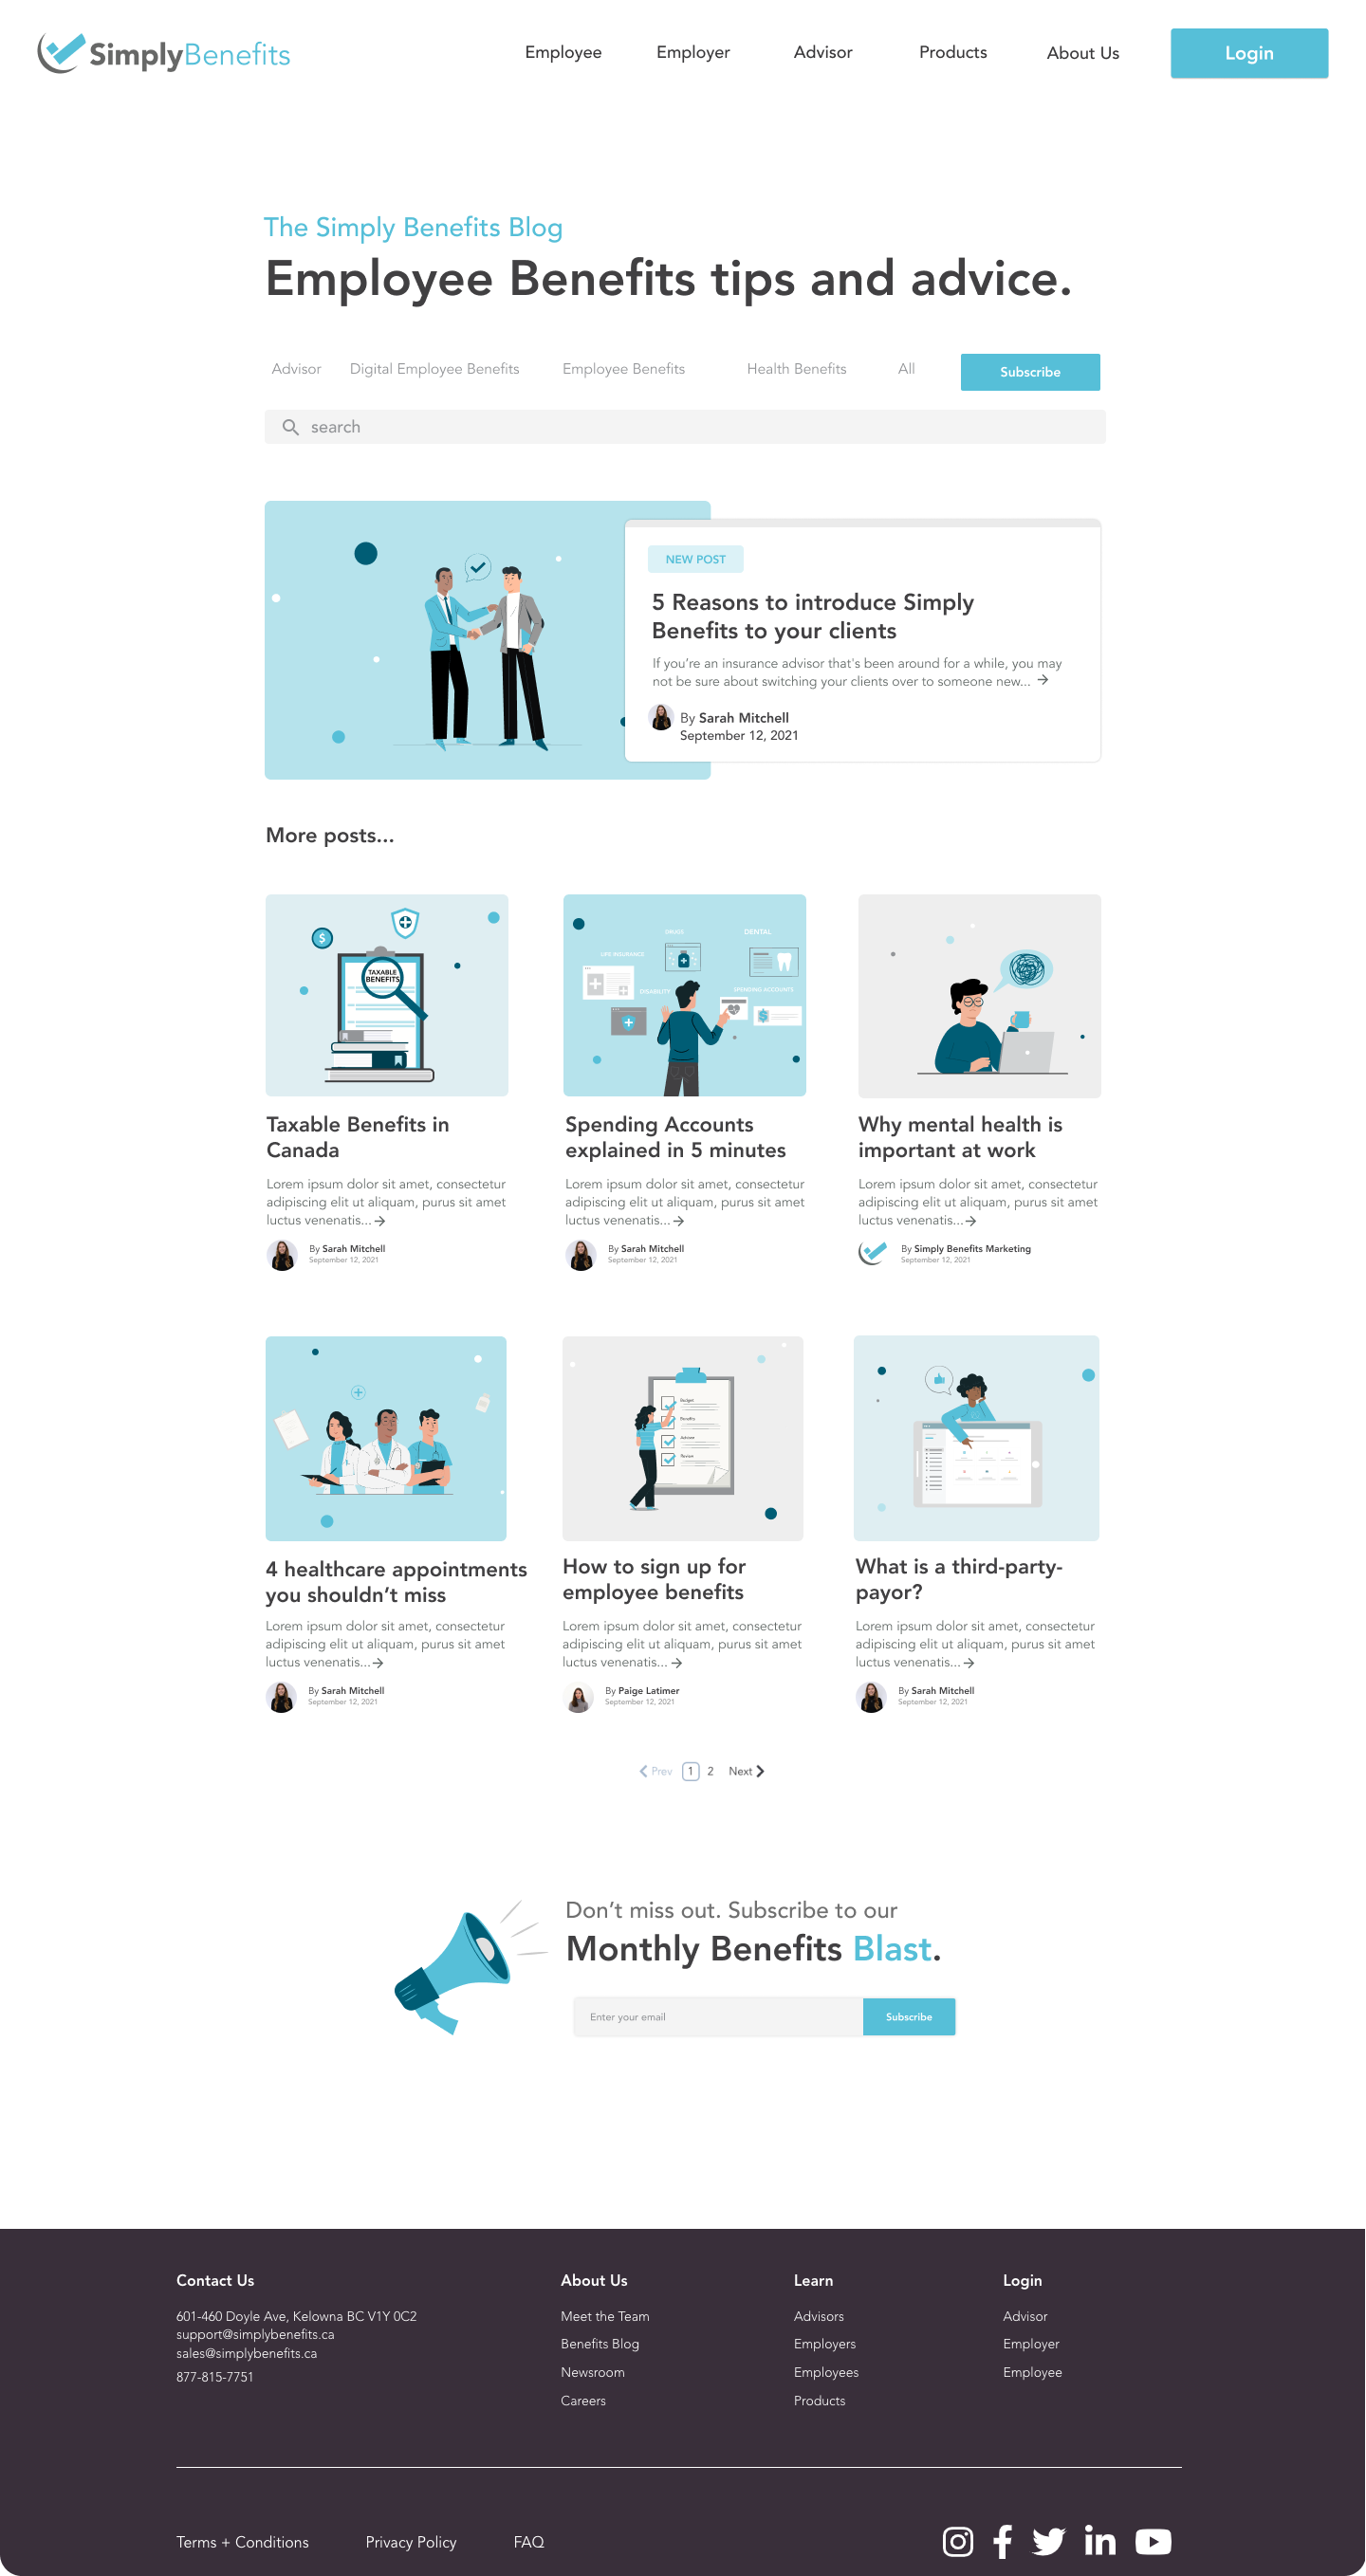 SimplyBenefits
Employee
Employer
Advisor
Products
About Us
Login
The Simply Benefits Blog
Employee Benefits tips and advice.
Advisor
Digital Employee Benefits
Employee Benefits
Health Benefits
All
Subscribe
search
NEW POST
5 Reasons to introduce Simply
Benefits to your clients
If you're an insurance advisor that's been around for a while, you may
not be sure about switching your clients over to someone new...
By Sarah Mitchell
September 12, 2021
More posts...
$
TAXABLE
BENEFITS
Taxable Benefits in
Canada
Lorem ipsum dolor sit amet, consectetur
adipiscing elit ut aliquam, purus sit amet
luctus venenatis...
By Sarah Mitchell
September 12, 2021
DRUGS
DENTAL
LIFE INSURANCE
DISABILITY
SPENDING ACCOUNTS
Spending Accounts
explained in 5 minutes
Lorem ipsum dolor sit amet, consectetur
adipiscing elit ut aliquam, purus sit amet
luctus venenatis...
By Sarah Mitchell
September 12, 2021
Why mental health is
important at work
Lorem ipsum dolor sit amet, consectetur
adipiscing elit ut aliquam, purus sit amet
luctus venenatis...
By Simply Benefits Marketing
September 12, 2021
4 healthcare appointments
you shouldn't miss
Lorem ipsum dolor sit amet, consectetur
adipiscing elit ut aliquam, purus sit amet
luctus venenatis...
By Sarah Mitchell
September 12, 2021
Budget
Benefits
Advisor
Review
How to sign up for
employee benefits
Lorem ipsum dolor sit amet, consectetur
adipiscing elit ut aliquam, purus sit amet
luctus venenatis...
By Paige Latimer
September 12, 2021
What is a third-party-
payor?
Lorem ipsum dolor sit amet, consectetur
adipiscing elit ut aliquam, purus sit amet
luctus venenatis...
By Sarah Mitchell
September 12, 2021
Prev 1 2 Next
Don't miss out. Subscribe to our
Monthly Benefits Blast.
Enter your email
Subscribe
Contact Us
601-460 Doyle Ave, Kelowna BC V1Y 0C2
support@simplybenefits.ca
sales@simplybenefits.ca
877-815-7751
About Us
Meet the Team
Benefits Blog
Newsroom
Careers
Learn
Advisors
Employers
Employees
Products
Login
Advisor
Employer
Employee
Terms + Conditions
Privacy Policy
FAQ